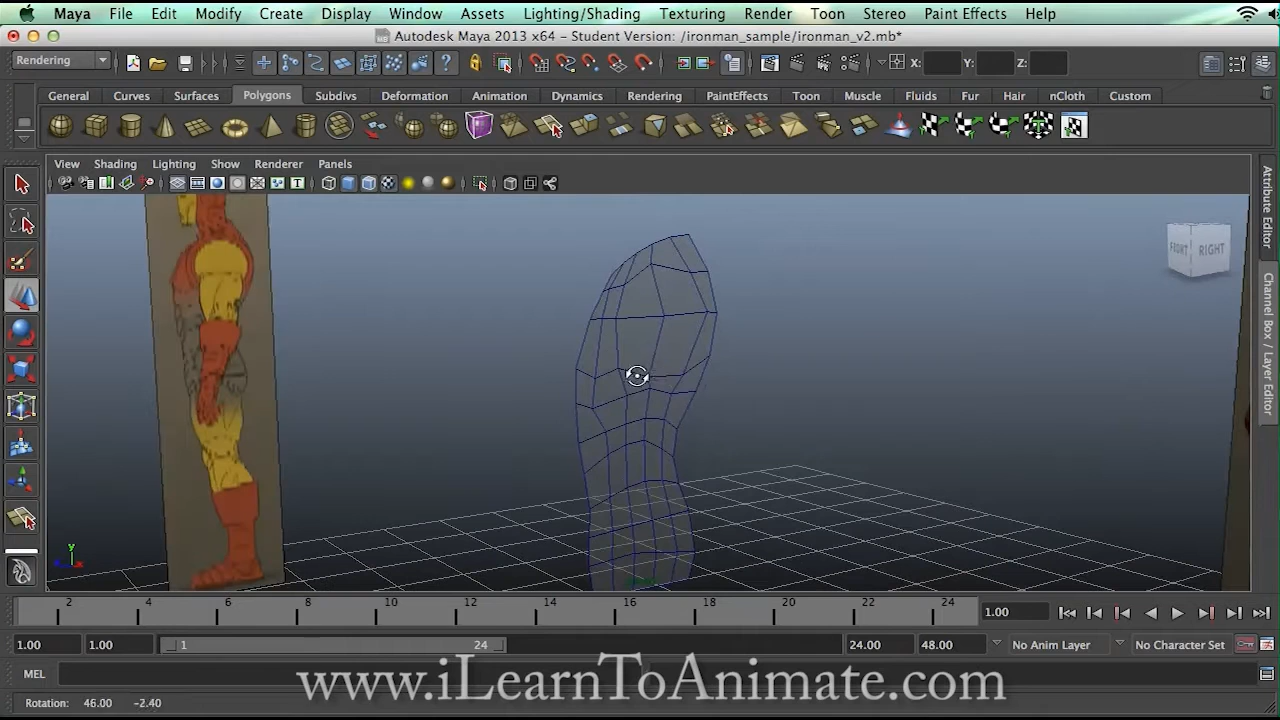 Maya File Edit Modify Create Display Window Assets Lighting/Shading Texturing Render Toon Stereo Paint Effects Help
Autodesk Maya 2013 x64 - Student Version: /ironman_sample/ironman_v2.mb*
Rendering X: Y: Z:
General Curves Surfaces Polygons Subdivs Deformation Animation Dynamics Rendering PaintEffects Toon Muscle Fluids Fur Hair nCloth Custom
View Shading Lighting Show Renderer Panels
Attribute Editor
Channel Box / Layer Editor
FRONT RIGHT
y
x
2 4 6 8 10 12 14 16 18 20 22 24 1.00
1.00 1.00 1 24 24.00 48.00 No Anim Layer No Character Set
MEL
www.iLearnToAnimate.com
Rotation: 46.00 -2.40